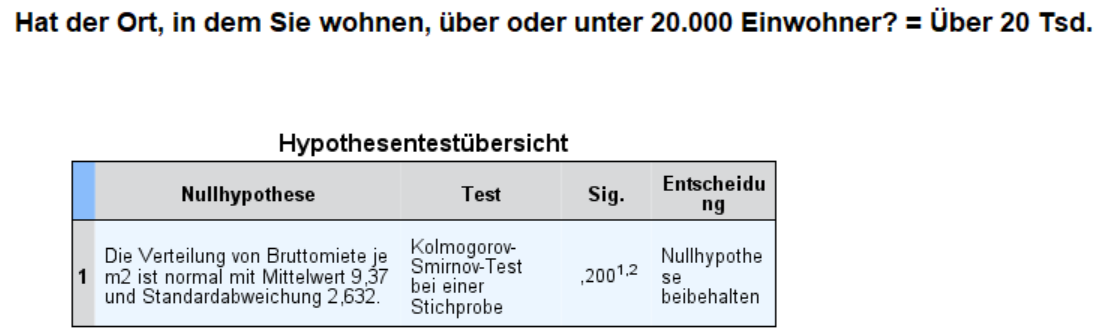 Hat der Ort, in dem Sie wohnen, über oder unter 20.000 Einwohner? = Über 20 Tsd.
Hypothesentestübersicht
Nullhypothese
Test
Sig.
Entscheidu
ng
1
Die Verteilung von Bruttomiete je
m2 ist normal mit Mittelwert 9,37
und Standardabweichung 2,632.
Kolmogorov-
Smirnov-Test
bei einer
Stichprobe
,200¹,²
Nullhypothe
se
beibehalten